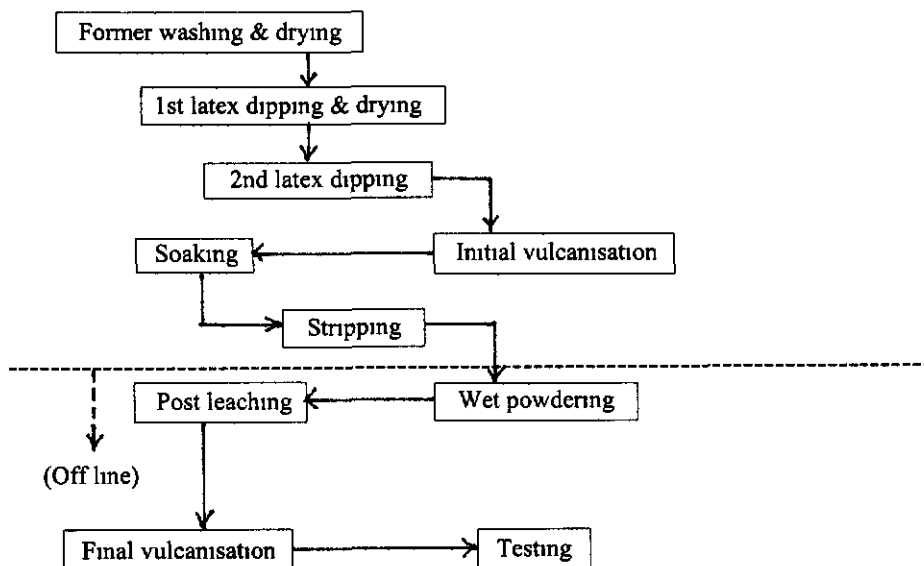 Former washing & drying
1st latex dipping & drying
2nd latex dipping
Initial vulcanisation
Soaking
Stripping
Wet powdering
Post leaching
(Off line)
Final vulcanisation
Testing